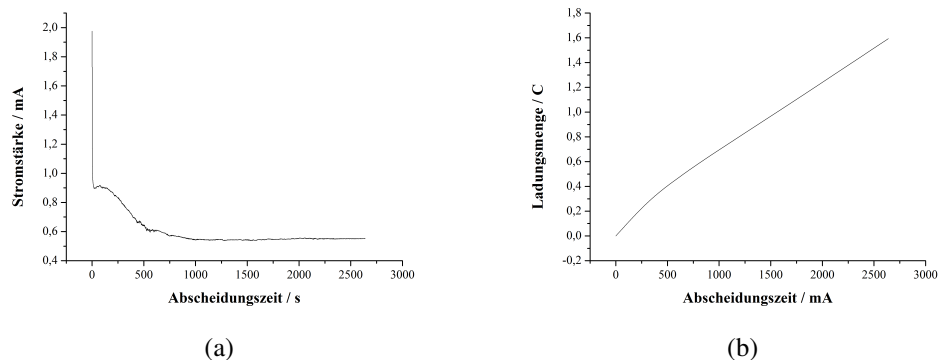 2,0
1,8
1,6
1,4
1,2
1,0
0,8
0,6
0,4
Stromstärke / mA
0 500 1000 1500 2000 2500 3000
Abscheidungszeit / s
(a)
1,8
1,6
1,4
1,2
1,0
0,8
0,6
0,4
0,2
0,0
-0,2
Ladungsmenge / C
0 500 1000 1500 2000 2500 3000
Abscheidungszeit / mA
(b)